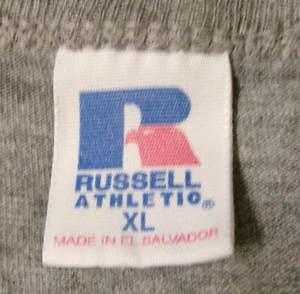 R
RUSSELL
ATHLETIC®
XL
MADE IN EL SALVADOR